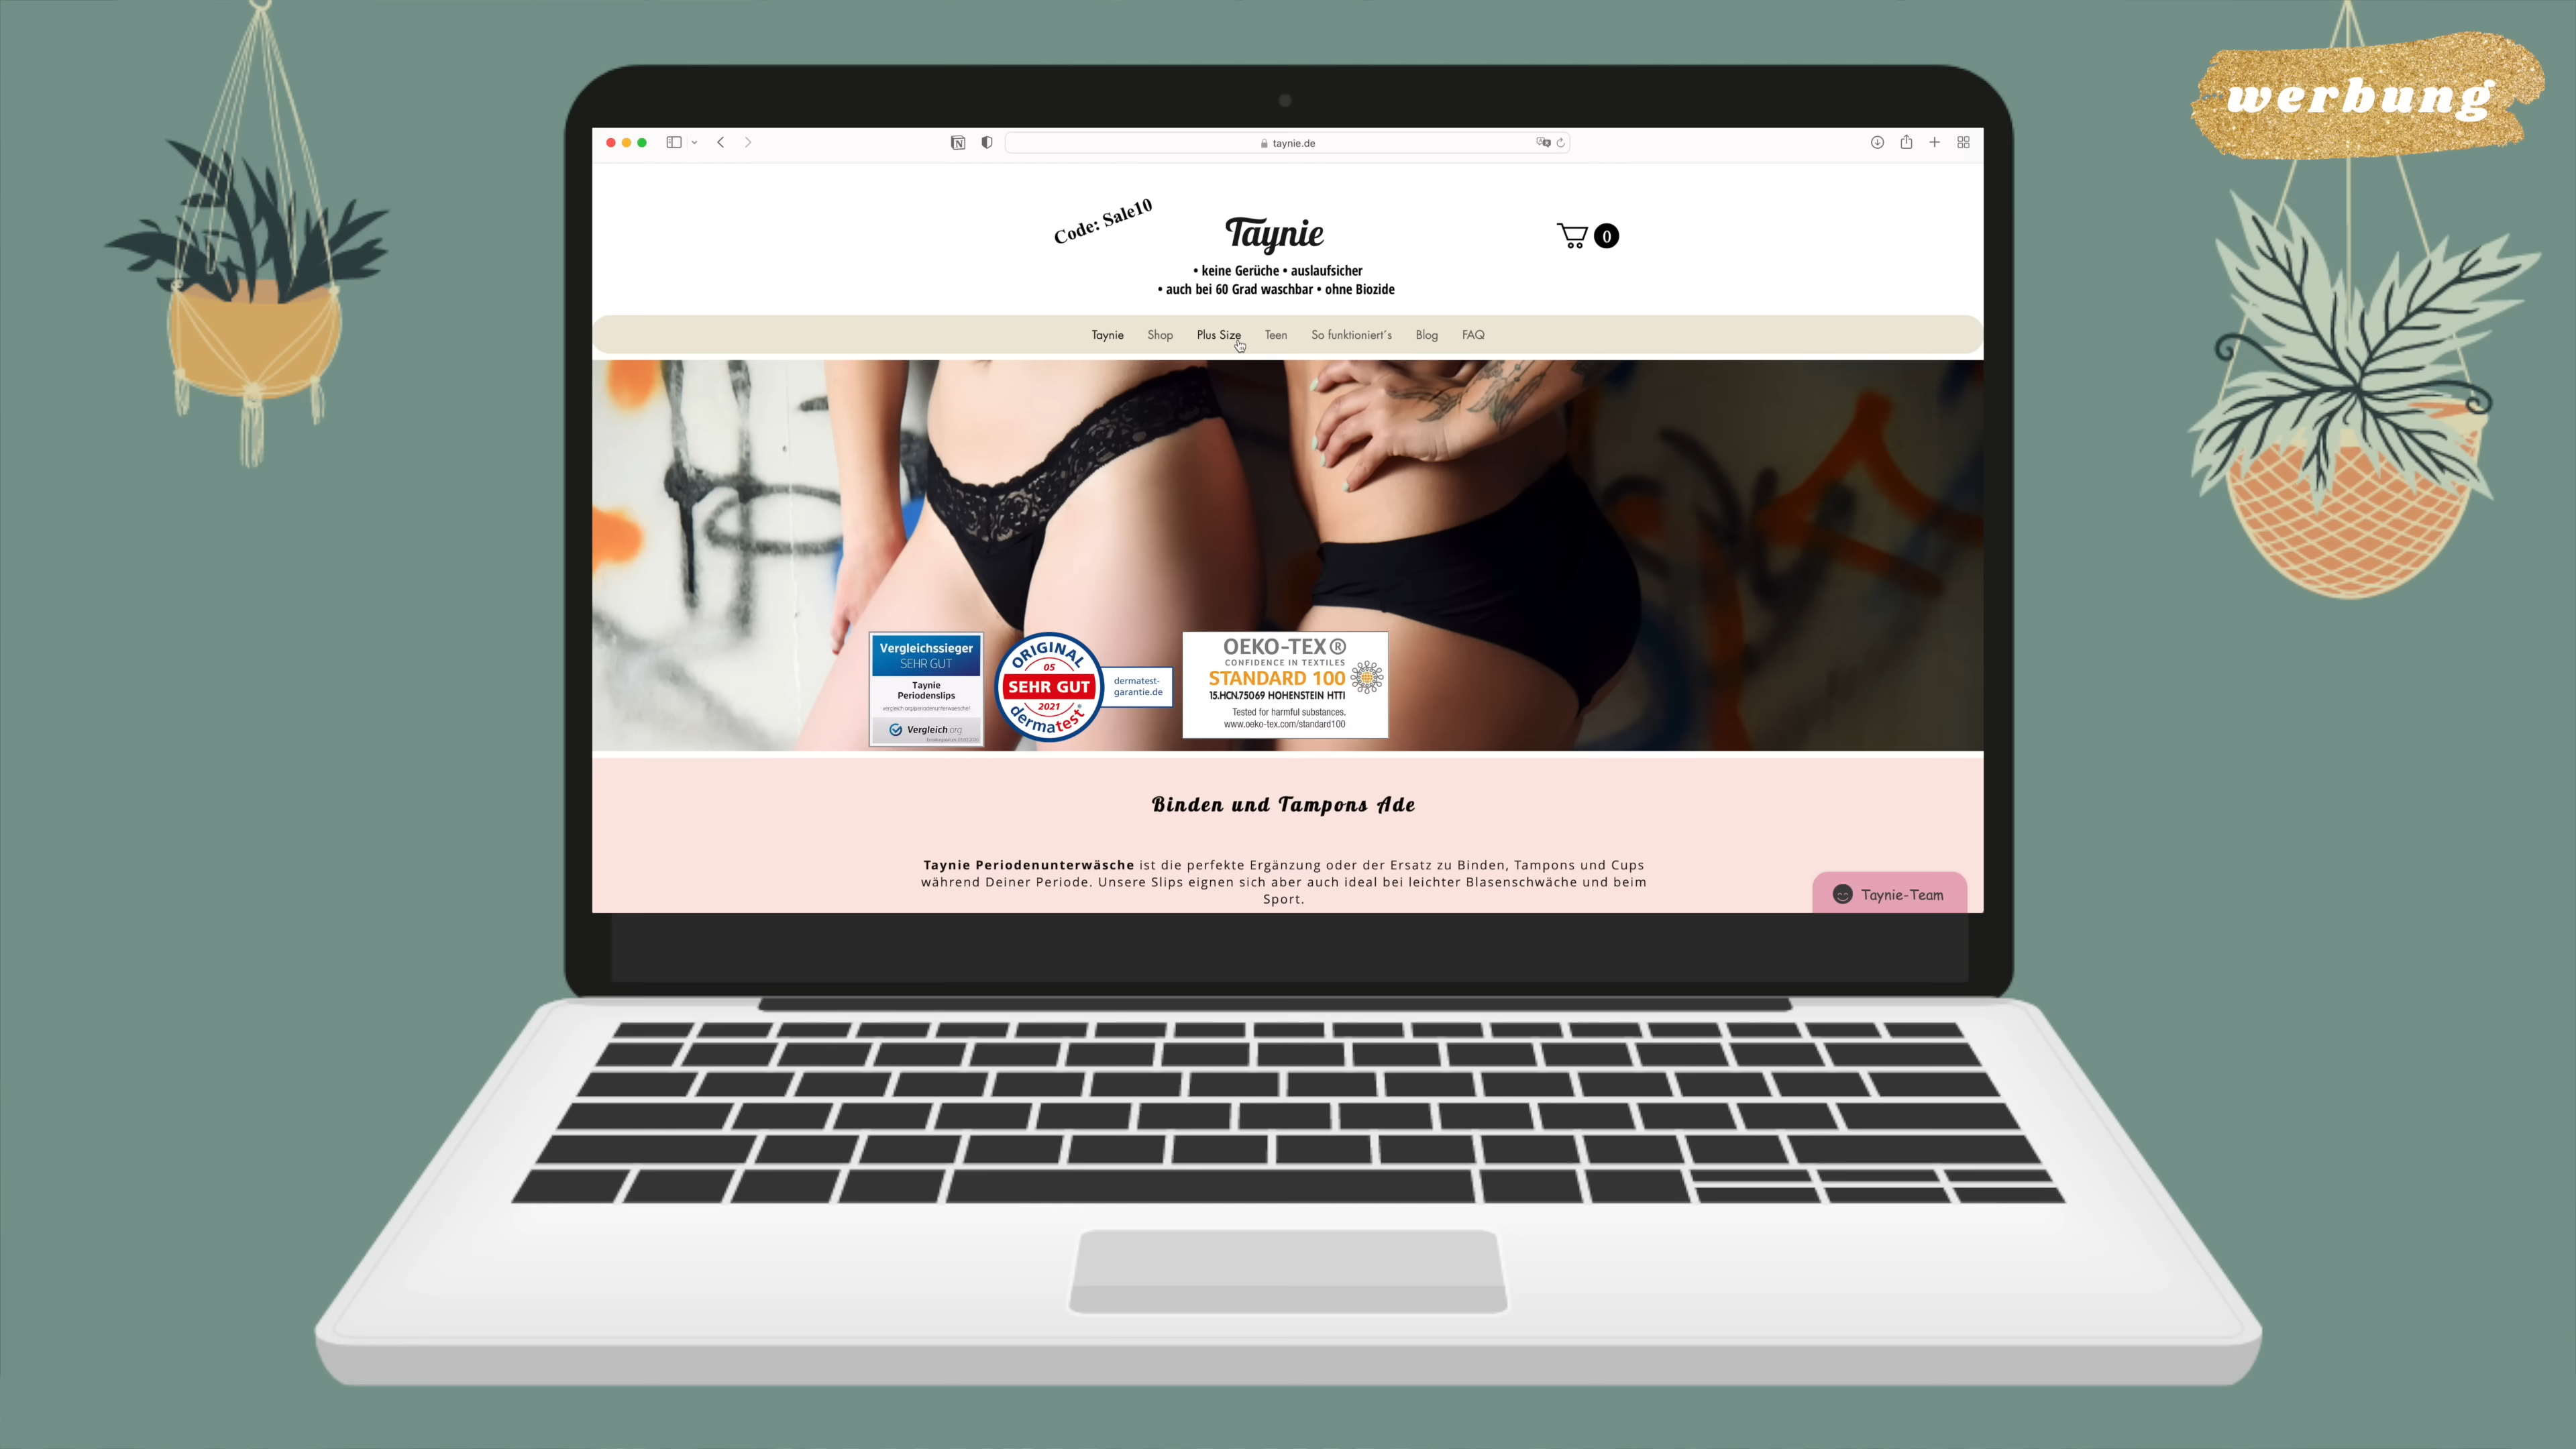 werbung
taynie.de
Code: Sale10
Taynie
• keine Gerüche • auslaufsicher
• auch bei 60 Grad waschbar • ohne Biozide
0
Taynie Shop Plus Size Teen So funktioniert´s Blog FAQ
Vergleichssieger
SEHR GUT
Taynie
Periodenslips
Vergleich.org
ORIGINAL
05
SEHR GUT
2021
dermatest®
dermatest-
garantie.de
OEKO-TEX®
CONFIDENCE IN TEXTILES
STANDARD 100
15.HCN.75069 HOHENSTEIN HTTI
Tested for harmful substances.
www.oeko-tex.com/standard100
Binden und Tampons Ade
Taynie Periodenunterwäsche ist die perfekte Ergänzung oder der Ersatz zu Binden, Tampons und Cups
während Deiner Periode. Unsere Slips eignen sich aber auch ideal bei leichter Blasenschwäche und beim
Sport.
Taynie-Team